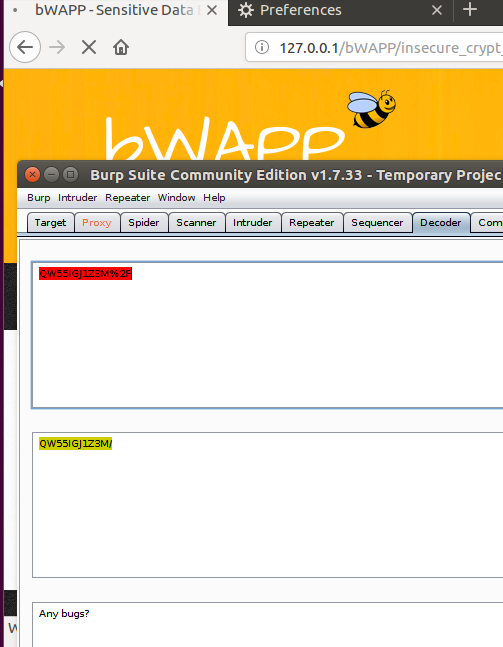 bWAPP - Sensitive Data
Preferences
127.0.0.1/bWAPP/insecure_crypt_
bWAPP
Burp Suite Community Edition v1.7.33 - Temporary Projec
Burp Intruder Repeater Window Help
Target Proxy Spider Scanner Intruder Repeater Sequencer Decoder Com
QW55IGJ1Z3M%2F
QW55IGJ1Z3M/
Any bugs?